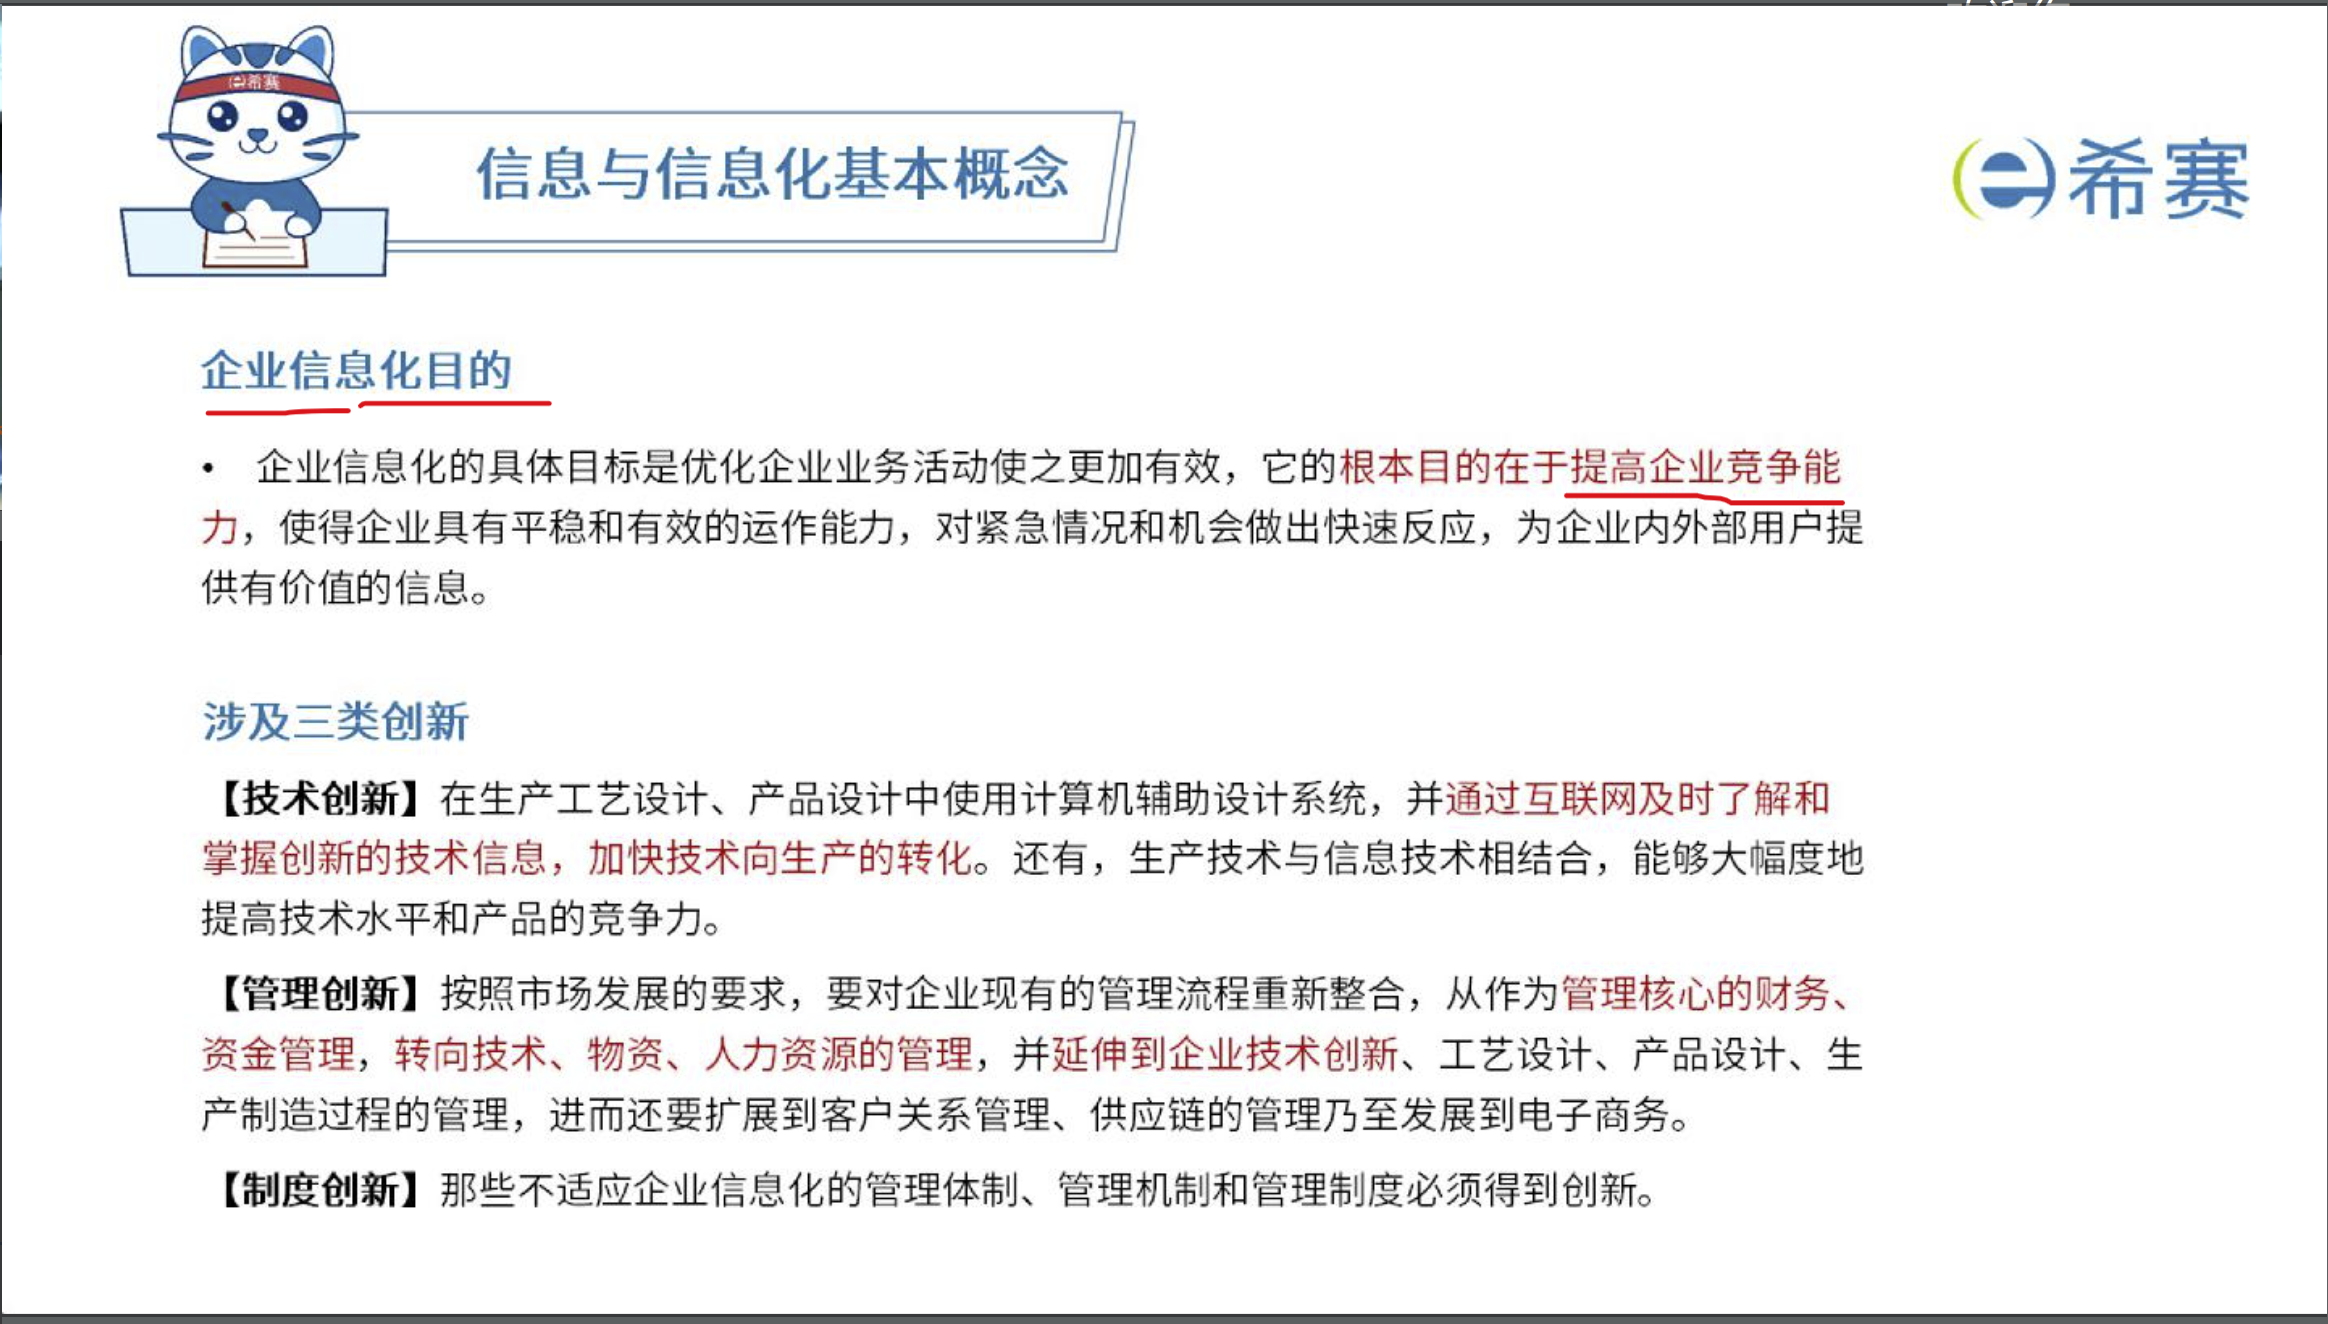 希赛
信息与信息化基本概念
希赛
企业信息化目的
• 企业信息化的具体目标是优化企业业务活动使之更加有效，它的根本目的在于提高企业竞争能
力，使得企业具有平稳和有效的运作能力，对紧急情况和机会做出快速反应，为企业内外部用户提
供有价值的信息。
涉及三类创新
【技术创新】在生产工艺设计、产品设计中使用计算机辅助设计系统，并通过互联网及时了解和
掌握创新的技术信息，加快技术向生产的转化。还有，生产技术与信息技术相结合，能够大幅度地
提高技术水平和产品的竞争力。
【管理创新】按照市场发展的要求，要对企业现有的管理流程重新整合，从作为管理核心的财务、
资金管理，转向技术、物资、人力资源的管理，并延伸到企业技术创新、工艺设计、产品设计、生
产制造过程的管理，进而还要扩展到客户关系管理、供应链的管理乃至发展到电子商务。
【制度创新】那些不适应企业信息化的管理体制、管理机制和管理制度必须得到创新。